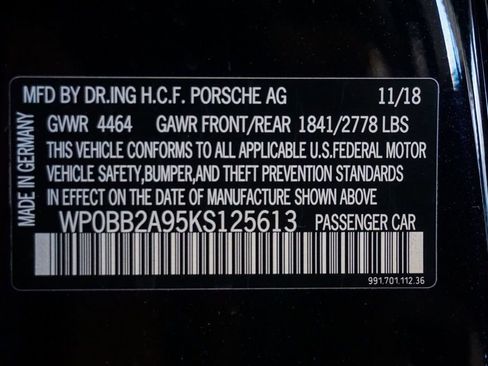 MADE IN GERMANY
MFD BY DR.ING H.C.F. PORSCHE AG 11/18
GVWR 4464 GAWR FRONT/REAR 1841/2778 LBS
THIS VEHICLE CONFORMS TO ALL APPLICABLE U.S.FEDERAL MOTOR
VEHICLE SAFETY,BUMPER,AND THEFT PREVENTION STANDARDS
IN EFFECT ON THE DATE OF MANUFACTURE SHOWN ABOVE.
WP0BB2A95KS125613 PASSENGER CAR
991.701.112.36